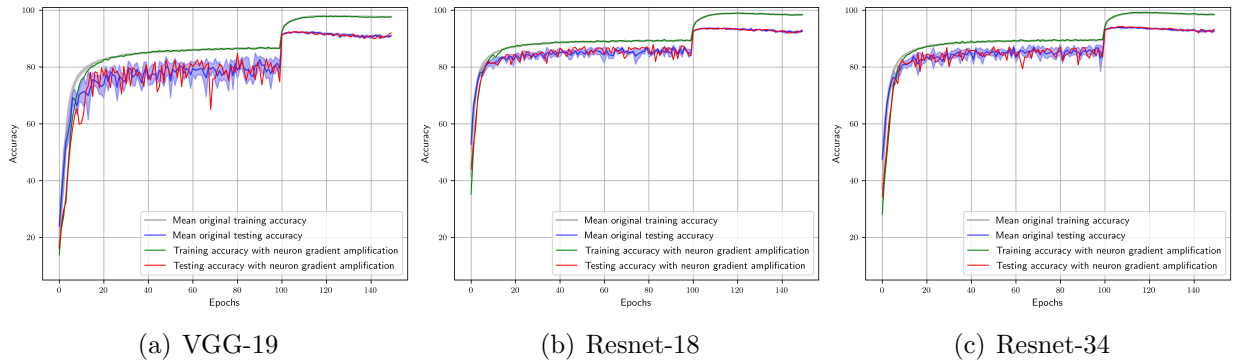 100
80
60
40
20
Accuracy
0 20 40 60 80 100 120 140
Epochs
Mean original training accuracy
Mean original testing accuracy
Training accuracy with neuron gradient amplification
Testing accuracy with neuron gradient amplification
(a) VGG-19
100
80
60
40
20
Accuracy
0 20 40 60 80 100 120 140
Epochs
Mean original training accuracy
Mean original testing accuracy
Training accuracy with neuron gradient amplification
Testing accuracy with neuron gradient amplification
(b) Resnet-18
100
80
60
40
20
Accuracy
0 20 40 60 80 100 120 140
Epochs
Mean original training accuracy
Mean original testing accuracy
Training accuracy with neuron gradient amplification
Testing accuracy with neuron gradient amplification
(c) Resnet-34